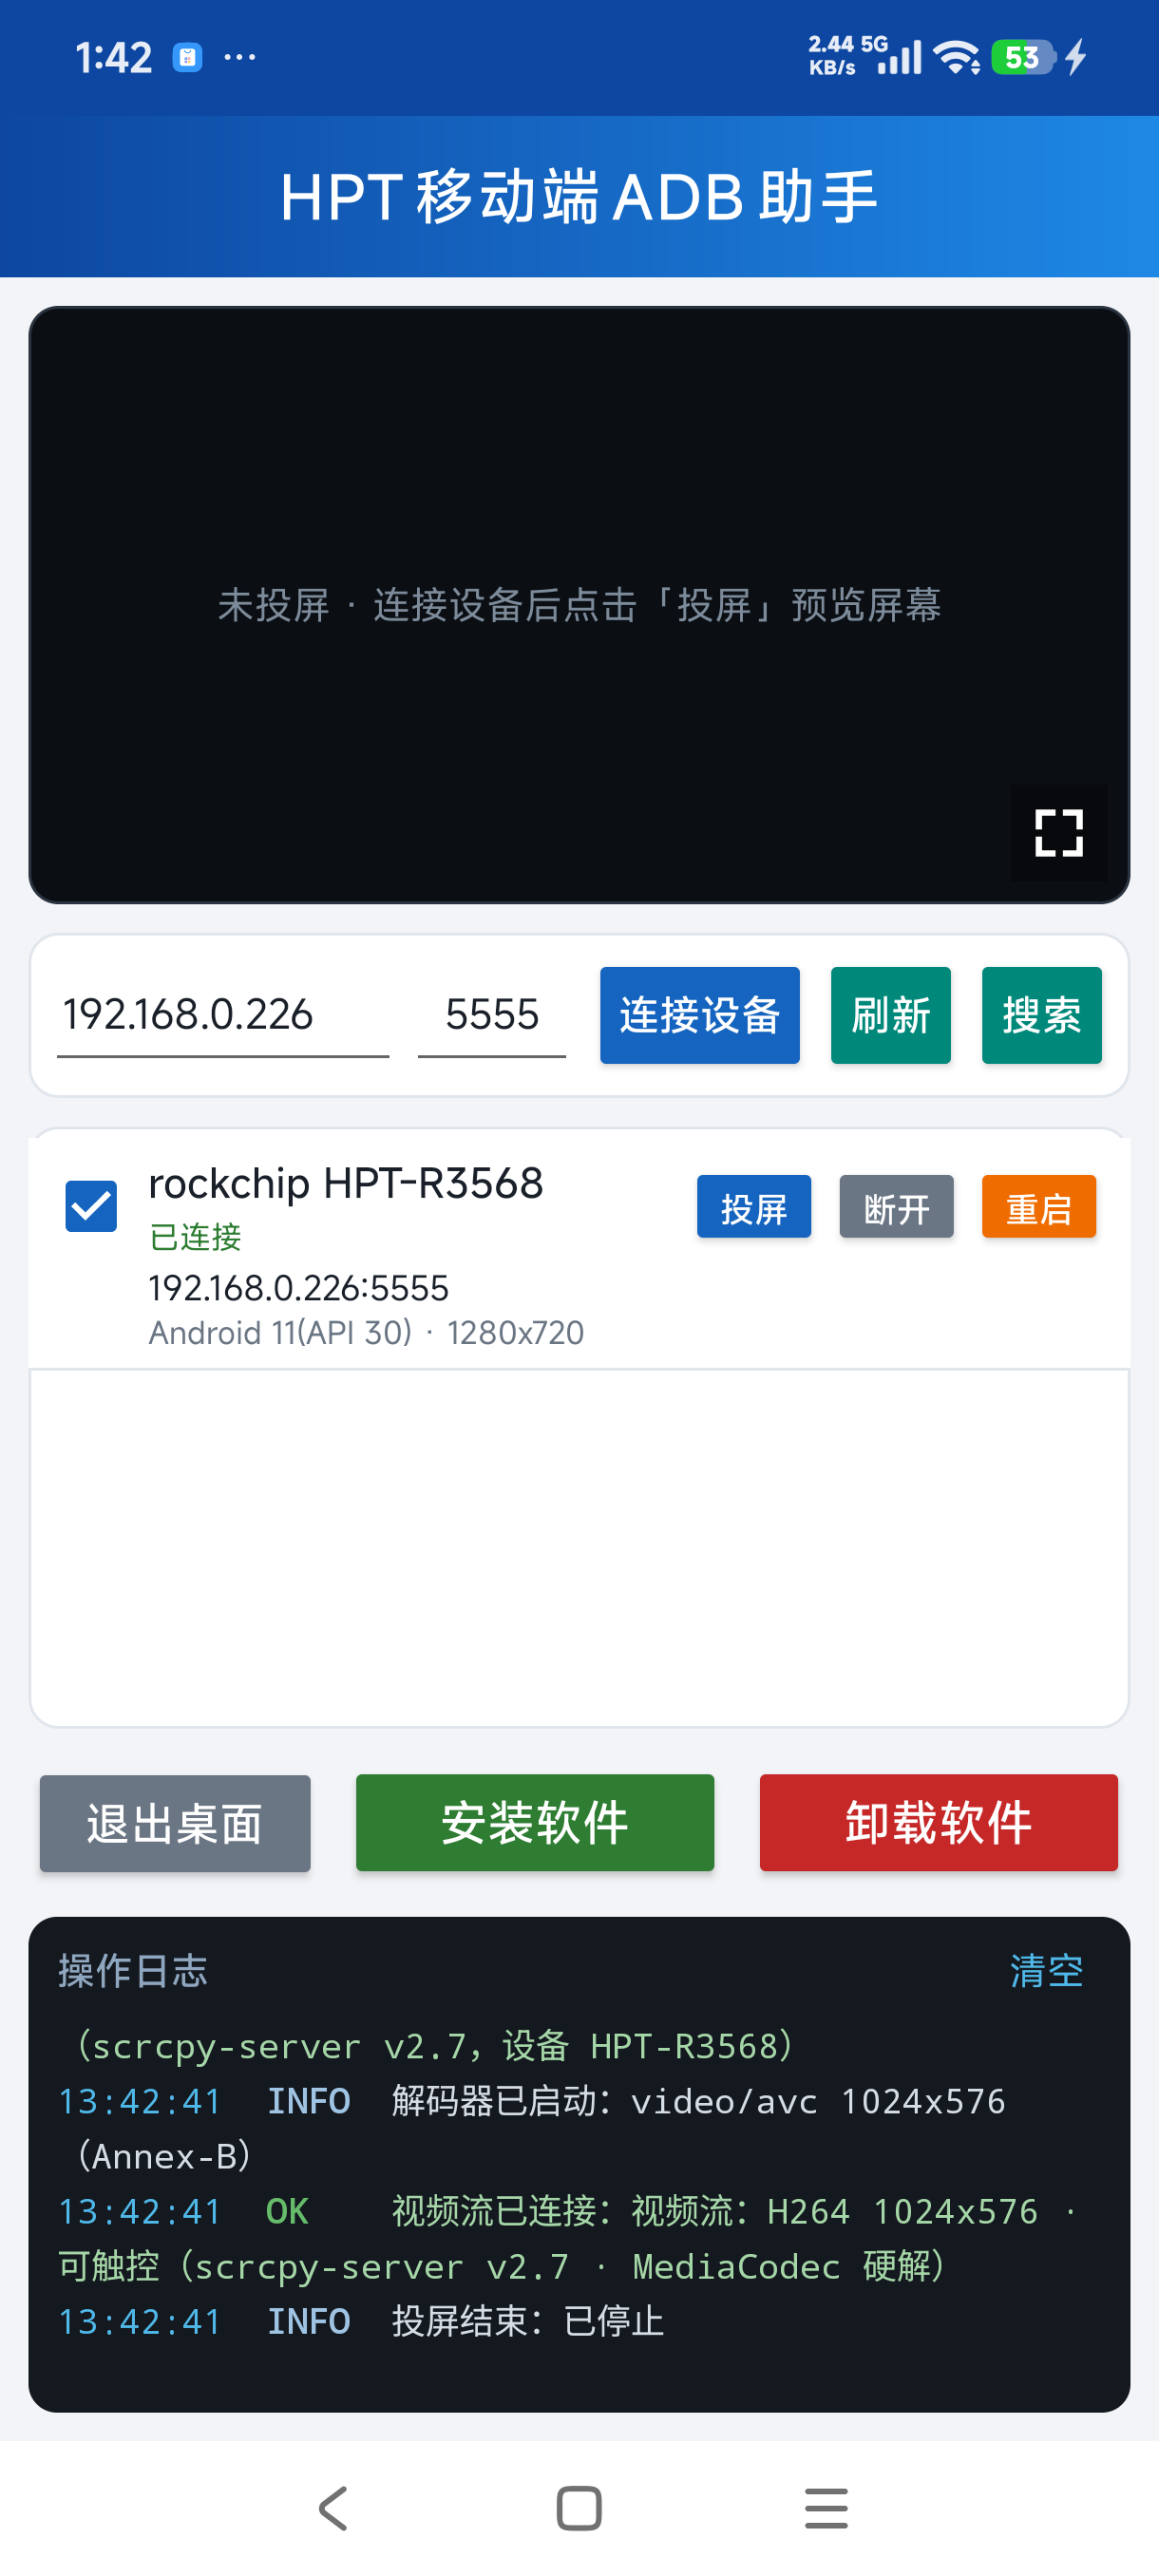 1:42 ... 2.44 KB/s 5G 53
HPT 移动端 ADB 助手
未投屏 · 连接设备后点击「投屏」预览屏幕
192.168.0.226 5555 连接设备 刷新 搜索
rockchip HPT-R3568 投屏 断开 重启
已连接
192.168.0.226:5555
Android 11(API 30) · 1280x720
退出桌面 安装软件 卸载软件
操作日志 清空
（scrcpy-server v2.7，设备 HPT-R3568）
13:42:41 INFO 解码器已启动：video/avc 1024x576
（Annex-B）
13:42:41 OK 视频流已连接：视频流：H264 1024x576 ·
可触控（scrcpy-server v2.7 · MediaCodec 硬解）
13:42:41 INFO 投屏结束：已停止